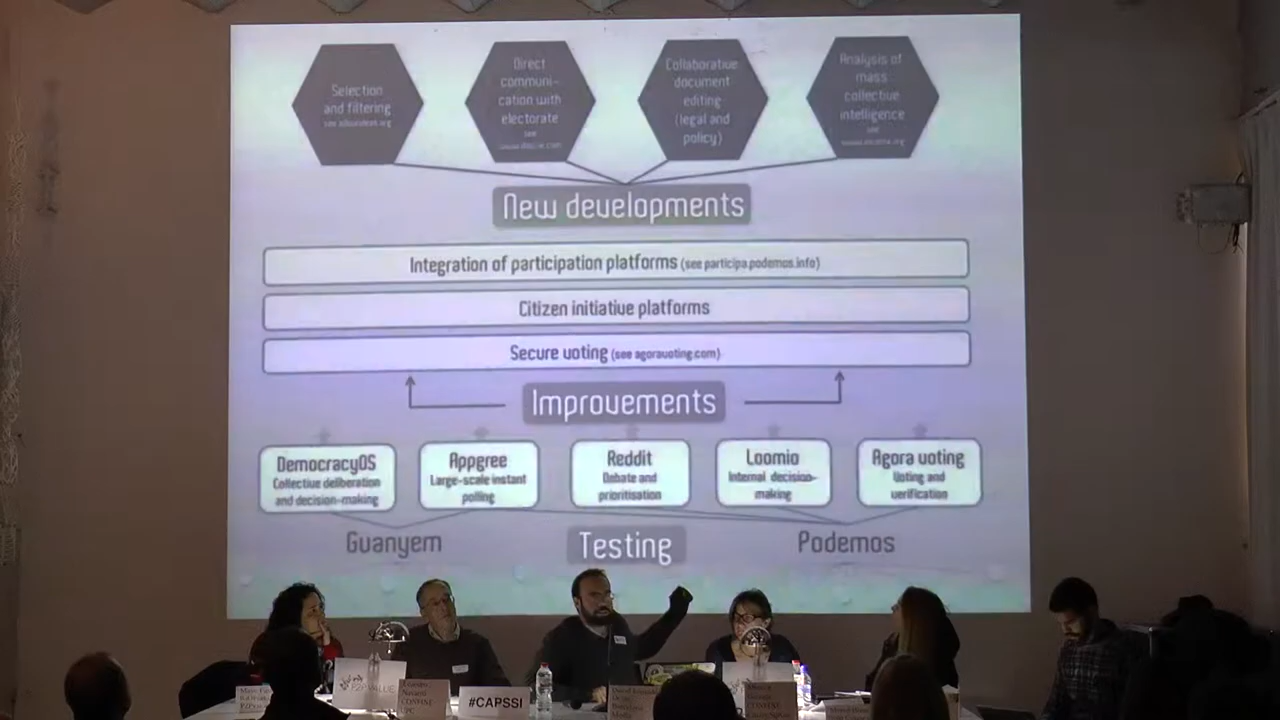 Selection
and filtering
Direct
communi-
cation with
electorate
see
Collaborative
document
editing
(legal and
policy)
Analysis of
mass
collective
intelligence
see
New developments
Integration of participation platforms (see participa.podemos.info)
Citizen initiative platforms
Secure voting (see agoravoting.com)
Improvements
DemocracyOS
Collective deliberation
and decision-making
Appgree
Large-scale instant
polling
Reddit
Debate and
prioritisation
Loomio
Internal decision-
making
Agora voting
Voting and
verification
Guanyem
Testing
Podemos
P2PVALUE
#CAPSSI